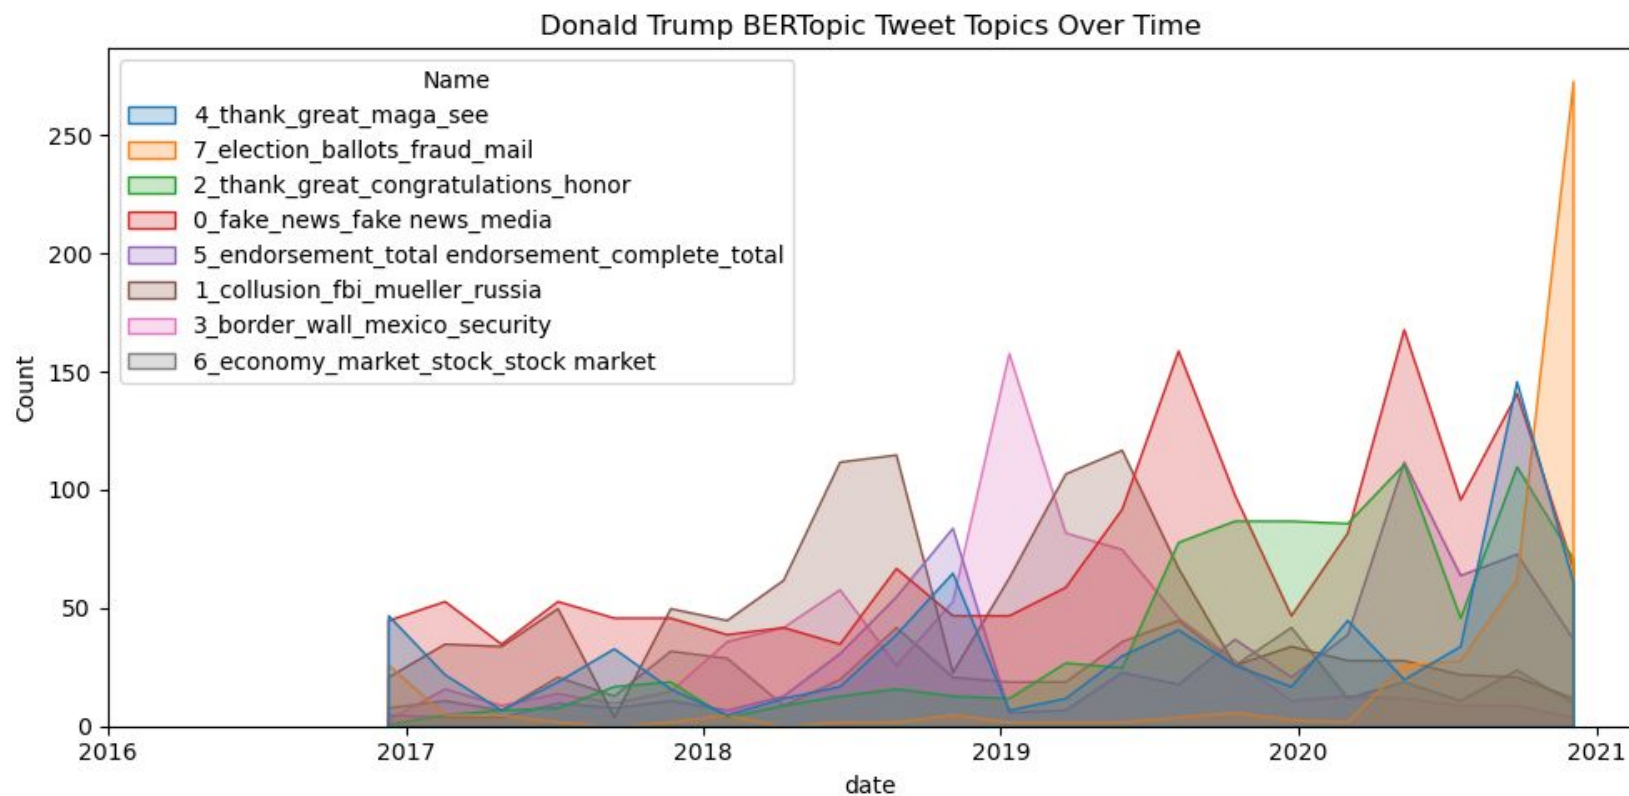 Donald Trump BERTopic Tweet Topics Over Time
Name
4_thank_great_maga_see
7_election_ballots_fraud_mail
2_thank_great_congratulations_honor
0_fake_news_fake news_media
5_endorsement_total endorsement_complete_total
1_collusion_fbi_mueller_russia
3_border_wall_mexico_security
6_economy_market_stock_stock market
Count
250
200
150
100
50
0
2016
2017
2018
2019
2020
2021
date